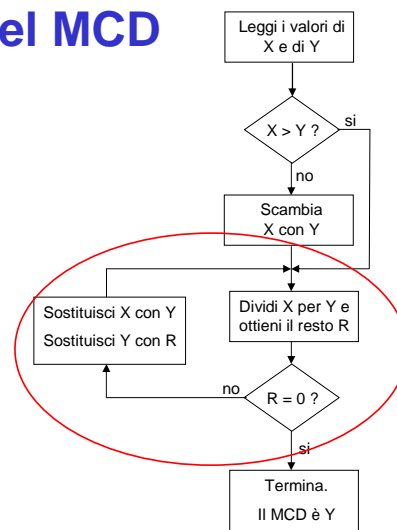 el MCD
Leggi i valori di
X e di Y
X > Y ?
si
no
Scambia
X con Y
Sostituisci X con Y
Sostituisci Y con R
Dividi X per Y e
ottieni il resto R
no
R = 0 ?
si
Termina.
Il MCD è Y